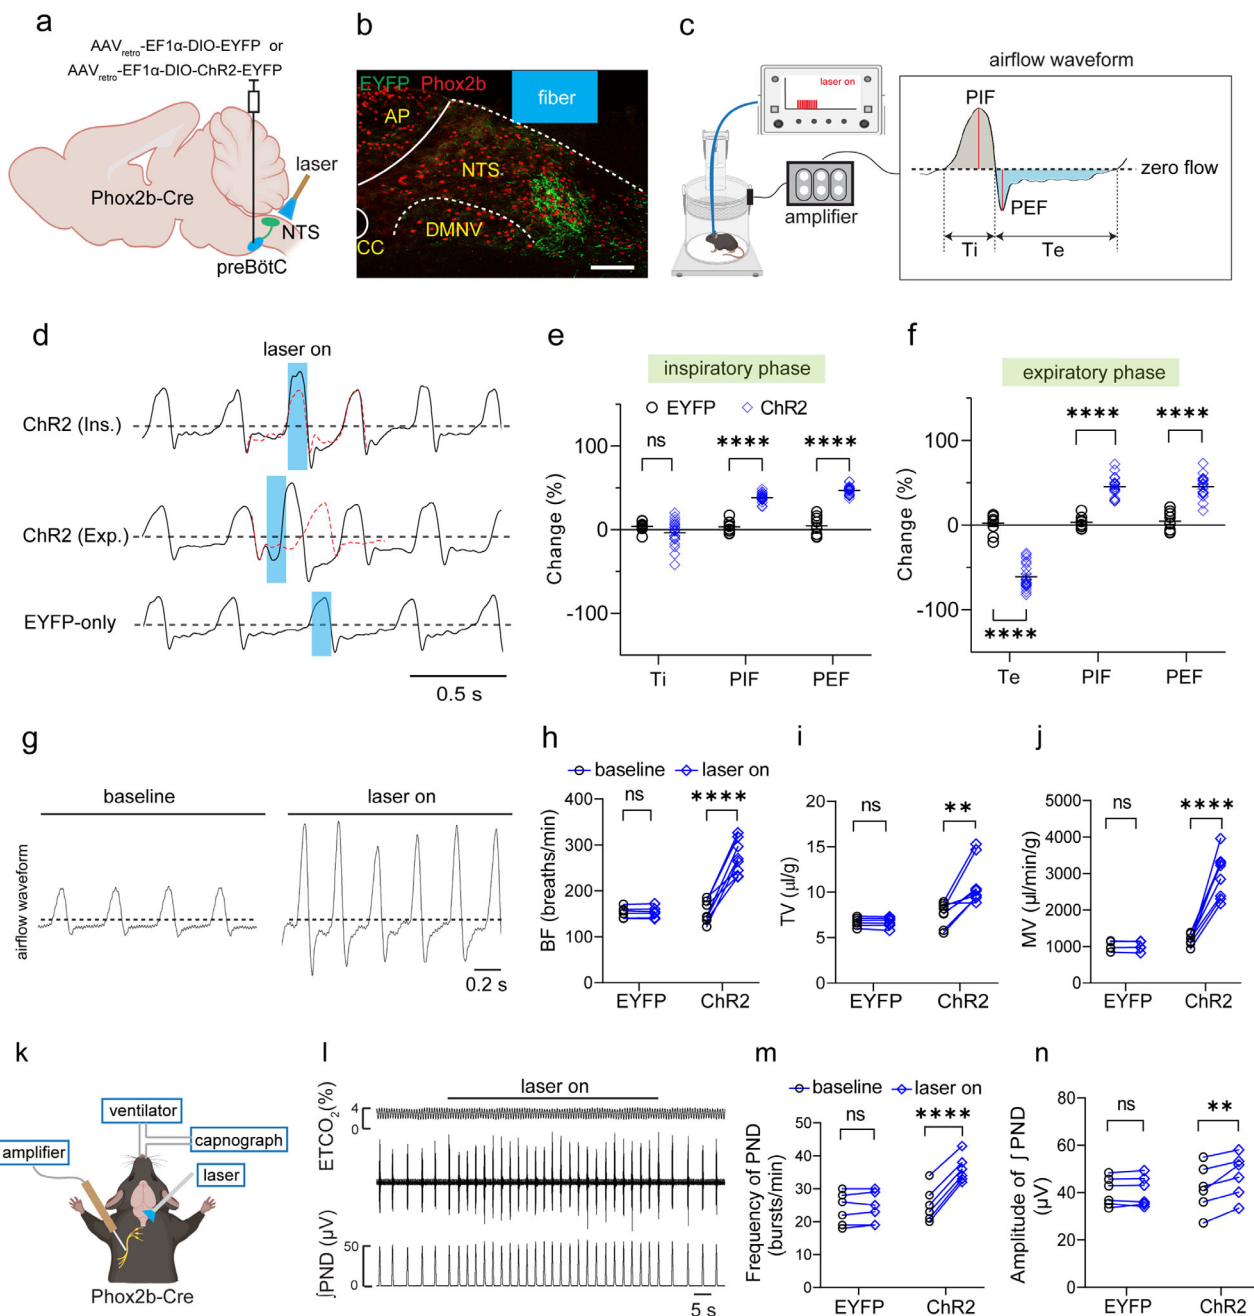 a
AAVretro-EF1α-DIO-EYFP or
AAVretro-EF1α-DIO-ChR2-EYFP
laser
Phox2b-Cre
NTS
preBötC
b
EYFP Phox2b
fiber
AP
NTS
DMNV
CC
c
laser on
amplifier
airflow waveform
PIF
zero flow
PEF
Ti
Te
d
laser on
ChR2 (Ins.)
ChR2 (Exp.)
EYFP-only
0.5 s
e
inspiratory phase
EYFP ChR2
ns
****
****
100
0
-100
Change (%)
Ti PIF PEF
f
expiratory phase
****
****
100
0
-100
Change (%)
****
Te PIF PEF
g
baseline
laser on
airflow waveform
0.2 s
h
baseline laser on
ns
****
400
300
200
100
0
BF (breaths/min)
EYFP ChR2
i
ns
**
20
15
10
5
0
TV (µl/g)
EYFP ChR2
j
ns
****
5000
4000
3000
2000
1000
0
MV (µl/min/g)
EYFP ChR2
k
ventilator
capnograph
amplifier
laser
Phox2b-Cre
l
laser on
ETCO2(%)
4
0
∫PND (µV)
50
0
5 s
m
baseline laser on
ns
****
60
50
40
30
20
10
0
Frequency of PND
(bursts/min)
EYFP ChR2
n
ns
**
80
60
40
20
0
Amplitude of ∫PND
(µV)
EYFP ChR2